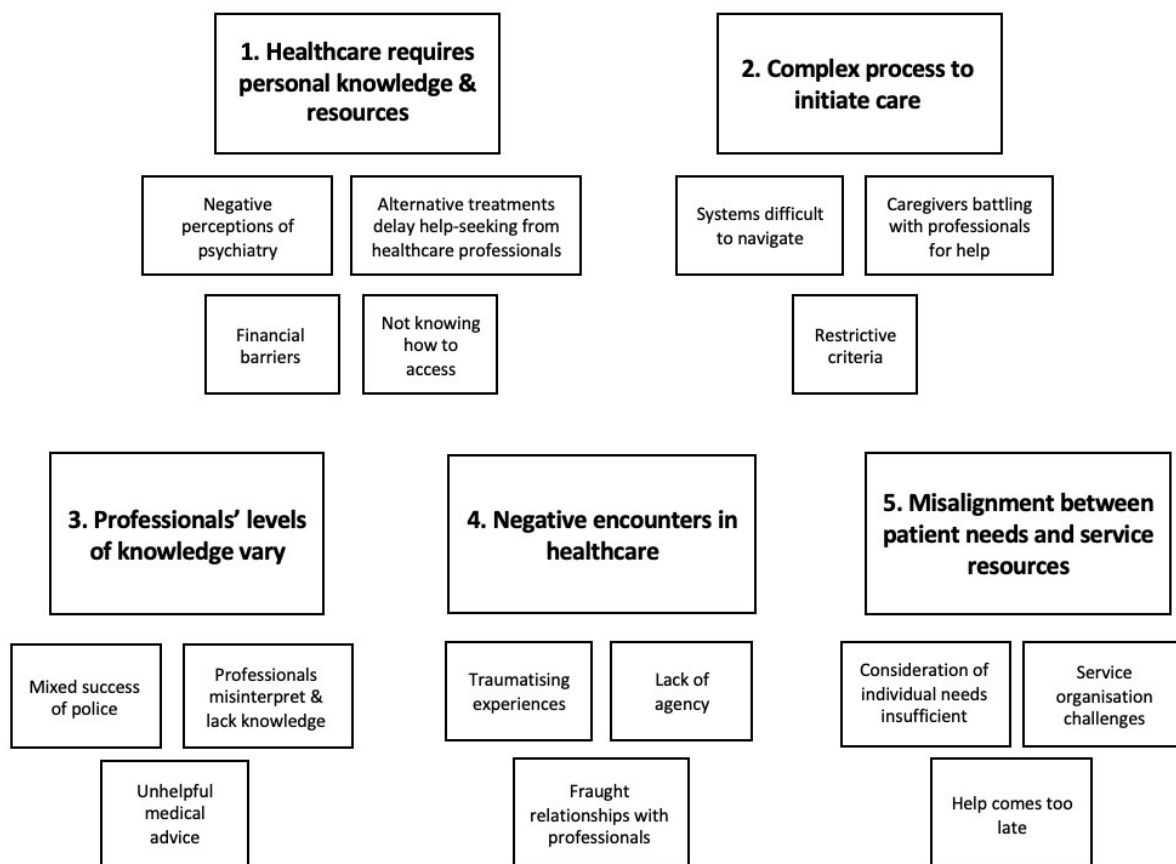 1. Healthcare requires
personal knowledge &
resources
2. Complex process to
initiate care
Negative
perceptions of
psychiatry
Alternative treatments
delay help-seeking from
healthcare professionals
Systems difficult
to navigate
Caregivers battling
with professionals
for help
Financial
barriers
Not knowing
how to
access
Restrictive
criteria
3. Professionals’ levels
of knowledge vary
4. Negative encounters in
healthcare
5. Misalignment between
patient needs and service
resources
Mixed success
of police
Professionals
misinterpret &
lack knowledge
Traumatising
experiences
Lack of
agency
Consideration of
individual needs
insufficient
Service
organisation
challenges
Unhelpful
medical
advice
Fraught
relationships with
professionals
Help comes too
late